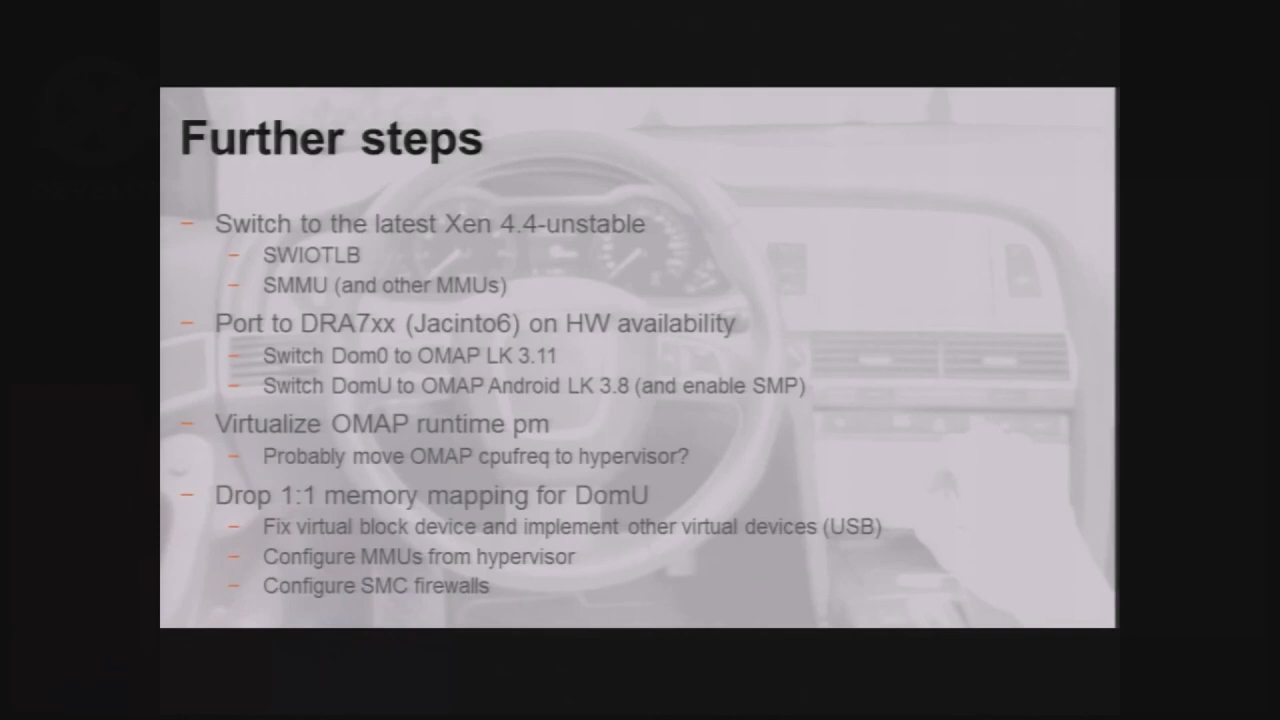 Further steps
– Switch to the latest Xen 4.4-unstable
– SWIOTLB
– SMMU (and other MMUs)
– Port to DRA7xx (Jacinto6) on HW availability
– Switch Dom0 to OMAP LK 3.11
– Switch DomU to OMAP Android LK 3.8 (and enable SMP)
– Virtualize OMAP runtime pm
– Probably move OMAP cpufreq to hypervisor?
– Drop 1:1 memory mapping for DomU
– Fix virtual block device and implement other virtual devices (USB)
– Configure MMUs from hypervisor
– Configure SMC firewalls